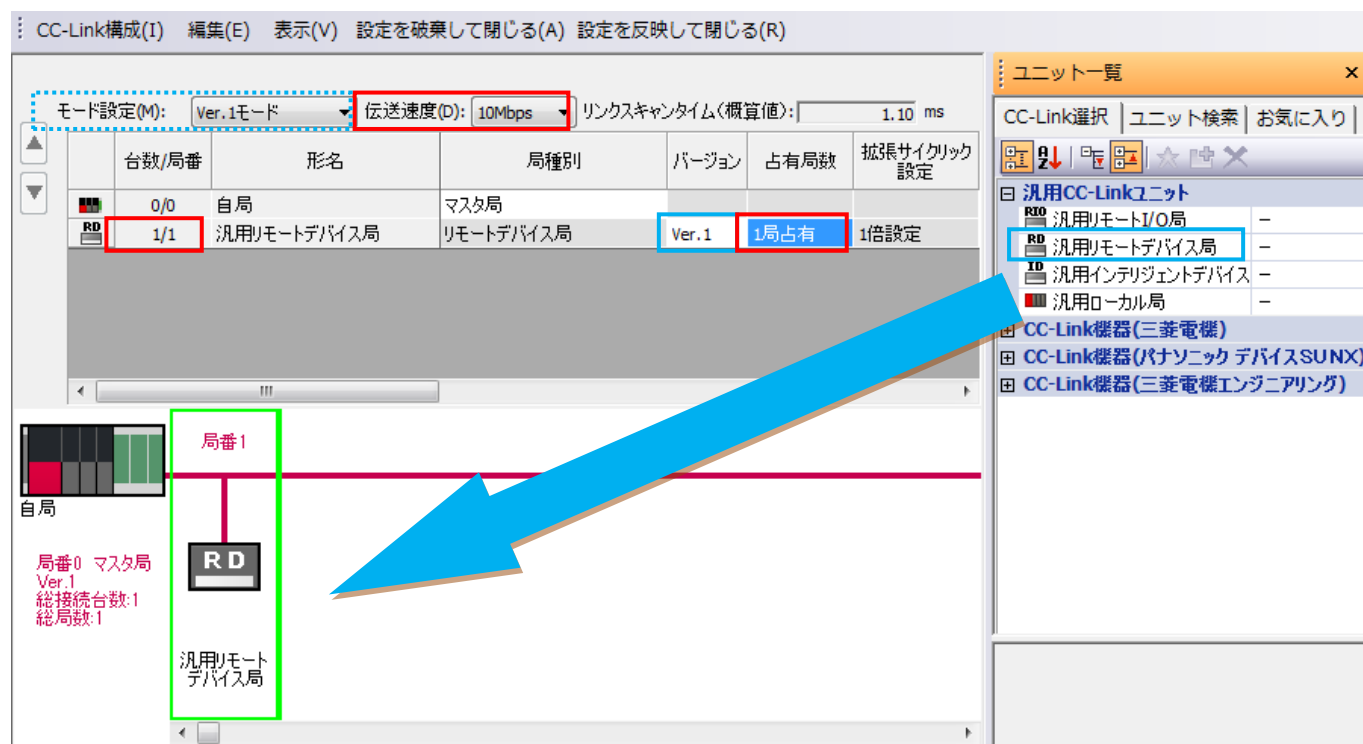 CC-Link構成(I) 編集(E) 表示(V) 設定を破棄して閉じる(A) 設定を反映して閉じる(R)
モード設定(M): Ver.1モード 伝送速度(D): 10Mbps リンクスキャンタイム(概算値): 1.10 ms
台数/局番 形名 局種別 バージョン 占有局数 拡張サイクリック
設定
0/0 自局 マスタ局
RD 1/1 汎用リモートデバイス局 リモートデバイス局 Ver.1 1局占有 1倍設定
局番1
自局
局番0 マスタ局
Ver.1
総接続台数:1
総局数:1
RD
汎用リモート
デバイス局
ユニット一覧
CC-Link選択 ユニット検索 お気に入り
汎用CC-Linkユニット
RIO 汎用リモートI/O局 –
RD 汎用リモートデバイス局 –
ID 汎用インテリジェントデバイス –
汎用ローカル局 –
CC-Link機器(三菱電機)
CC-Link機器(パナソニック デバイスSUNX)
CC-Link機器(三菱電機エンジニアリング)